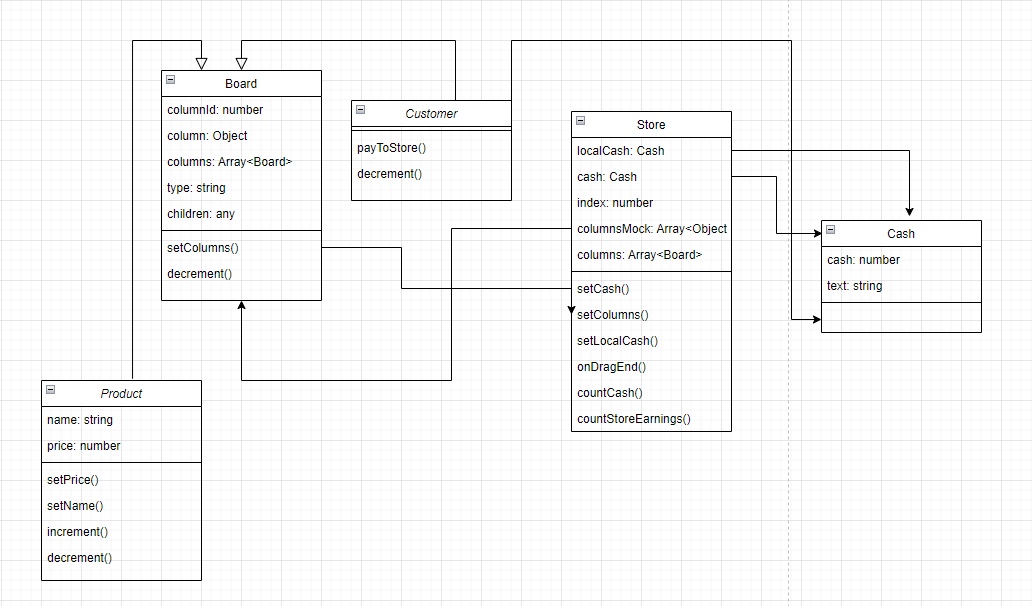 Board
columnId: number
column: Object
columns: Array<Board>
type: string
children: any
setColumns()
decrement()
Customer
payToStore()
decrement()
Store
localCash: Cash
cash: Cash
index: number
columnsMock: Array<Object
columns: Array<Board>
setCash()
setColumns()
setLocalCash()
onDragEnd()
countCash()
countStoreEarnings()
Cash
cash: number
text: string
Product
name: string
price: number
setPrice()
setName()
increment()
decrement()